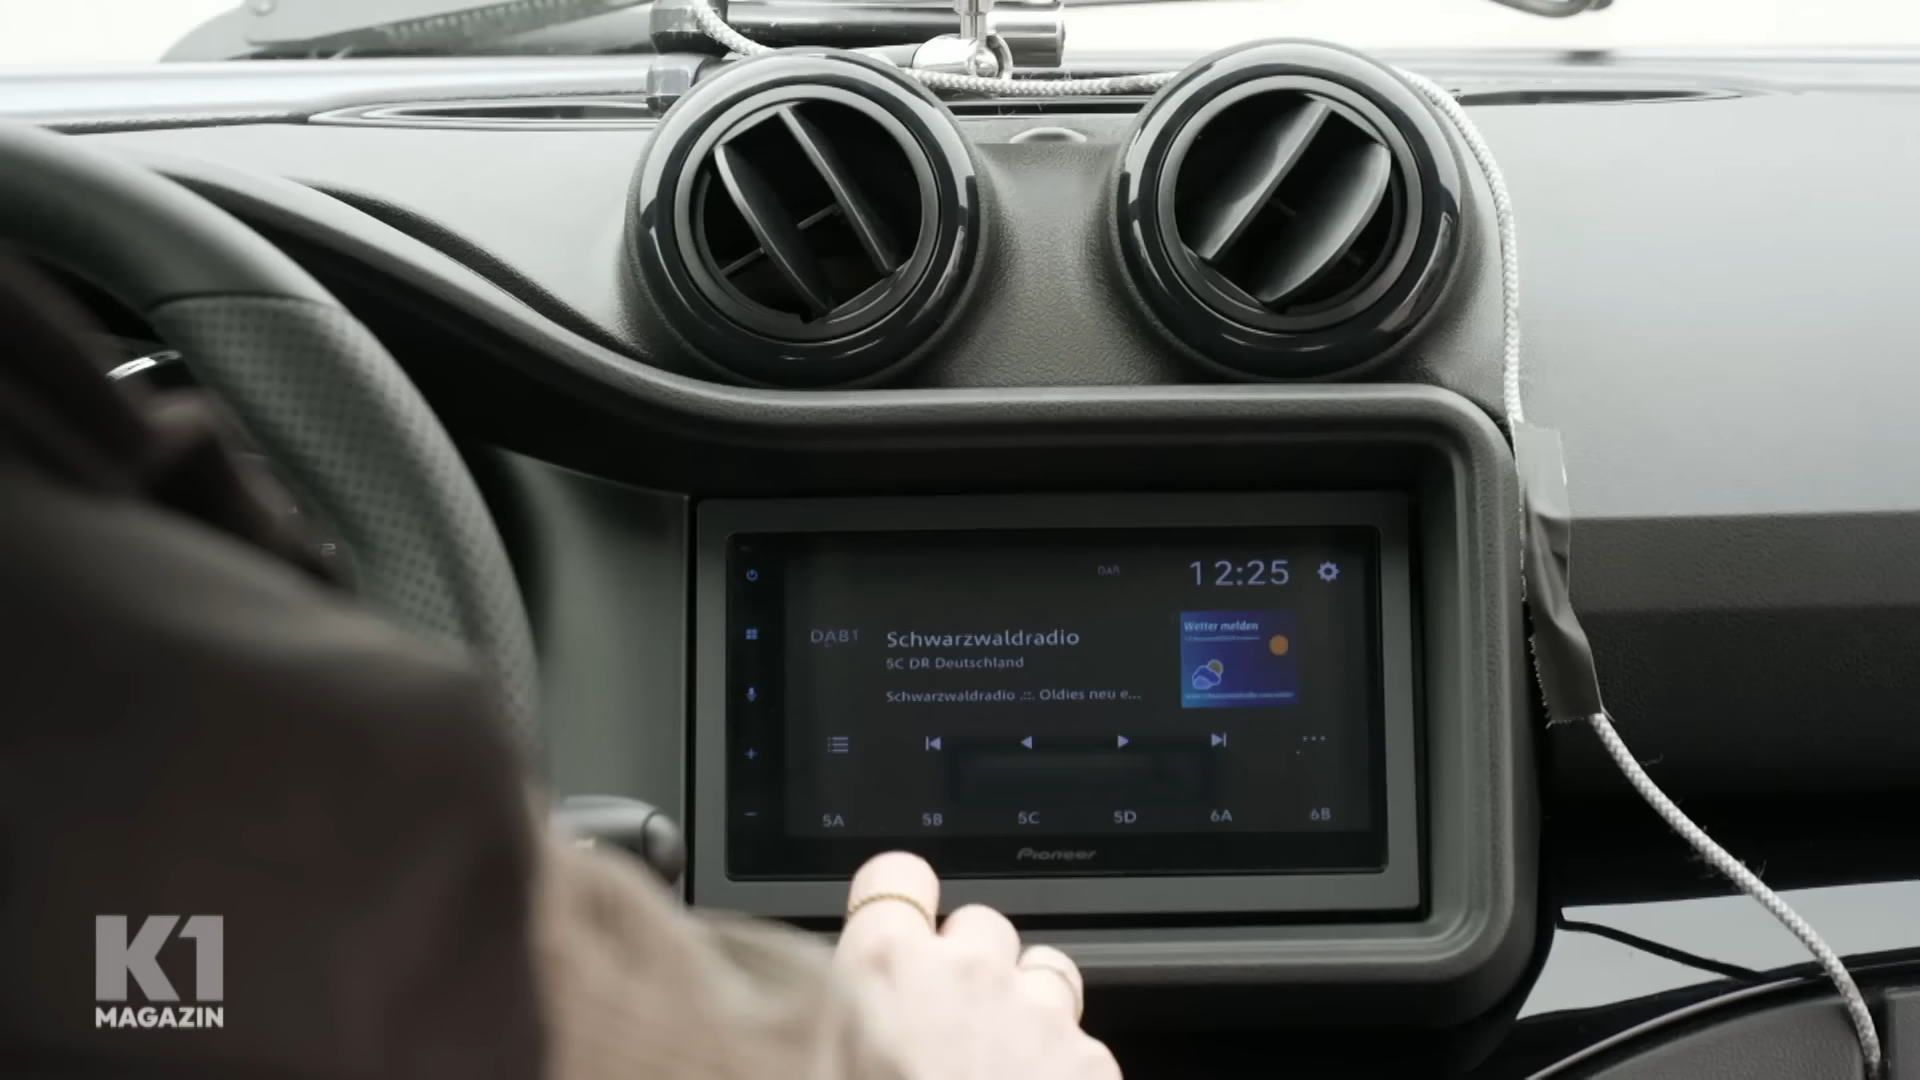 DAB
12:25
DAB1
Schwarzwaldradio
5C DR Deutschland
Schwarzwaldradio .::. Oldies neu e...
Wetter melden
5A
5B
5C
5D
6A
6B
Pioneer
K1
MAGAZIN